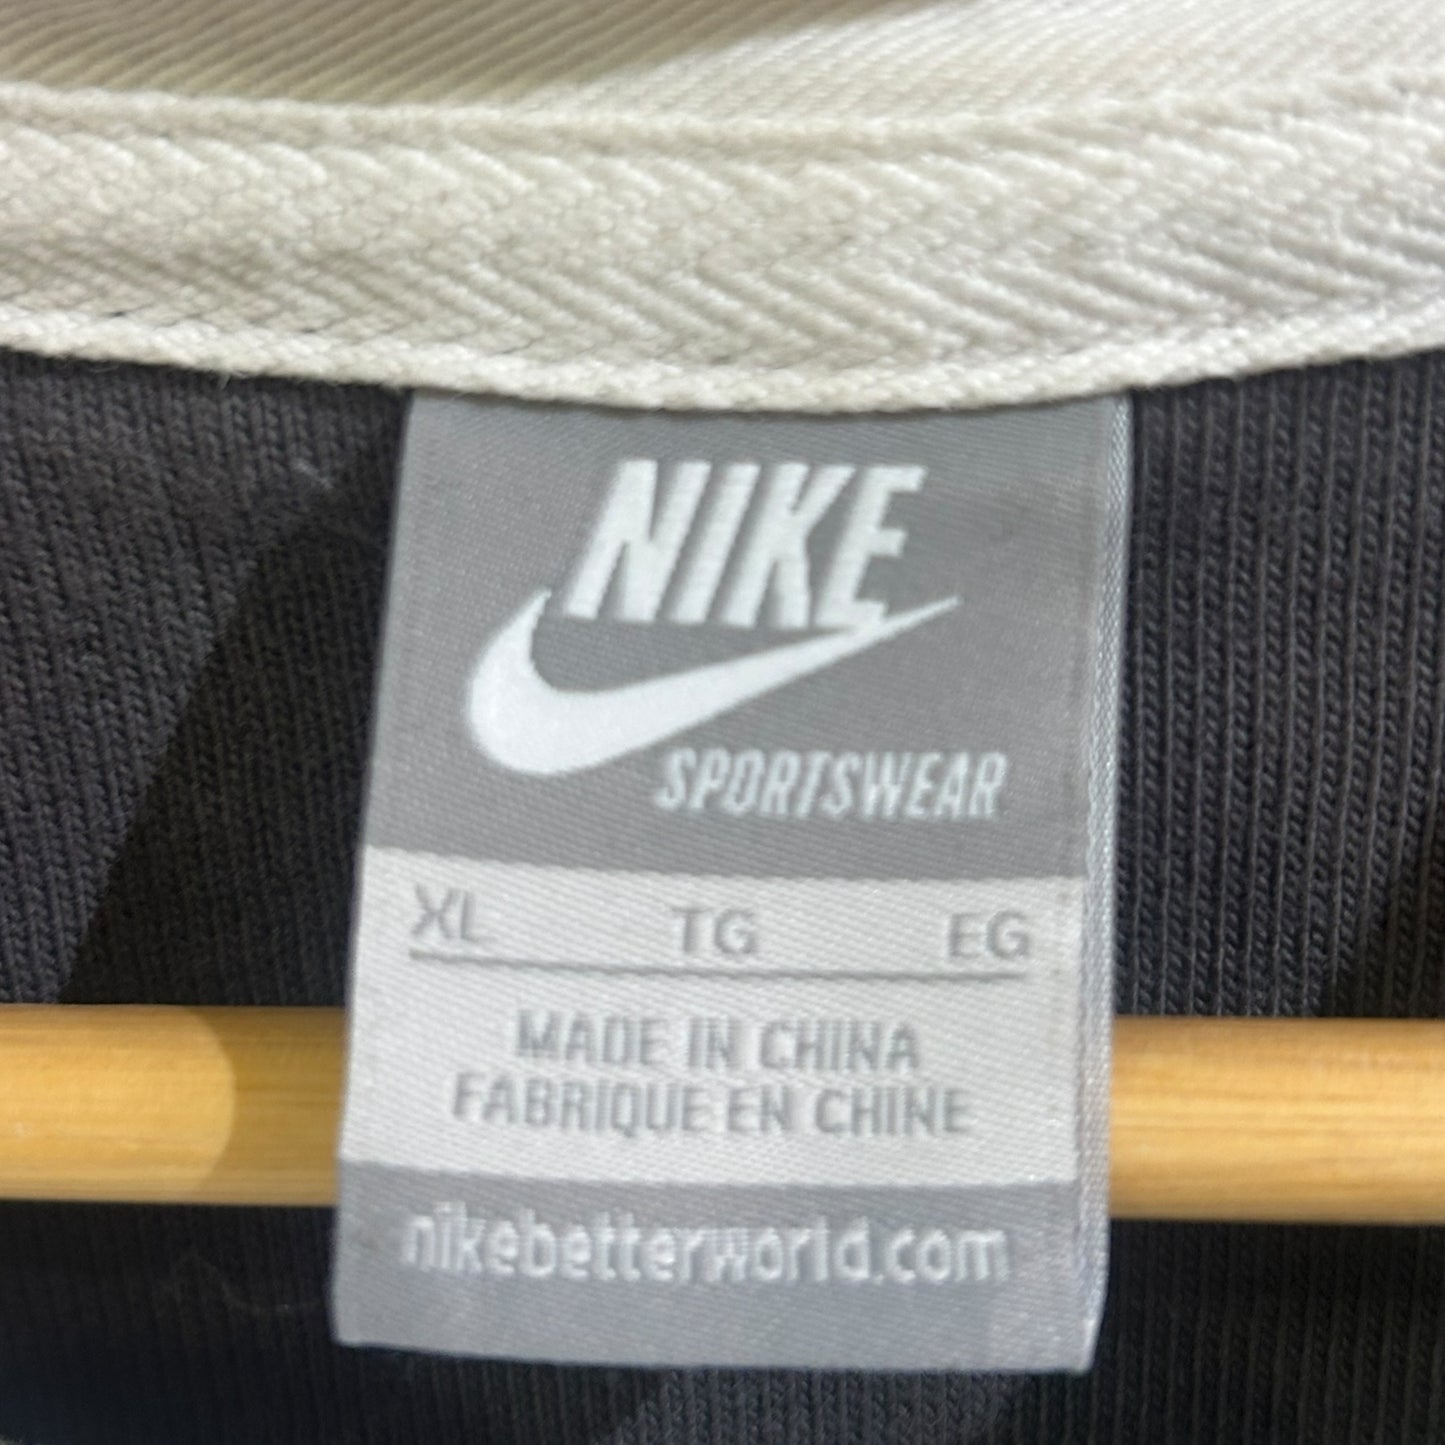 NIKE
SPORTSWEAR
XL TG EG
MADE IN CHINA
FABRIQUE EN CHINE
nikebetterworld.com